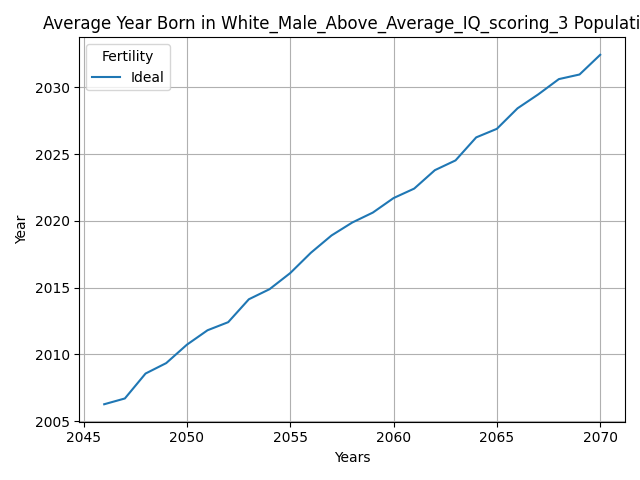 Average Year Born in White_Male_Above_Average_IQ_scoring_3 Populati
Fertility
Ideal
Year
2030
2025
2020
2015
2010
2005
2045 2050 2055 2060 2065 2070
Years